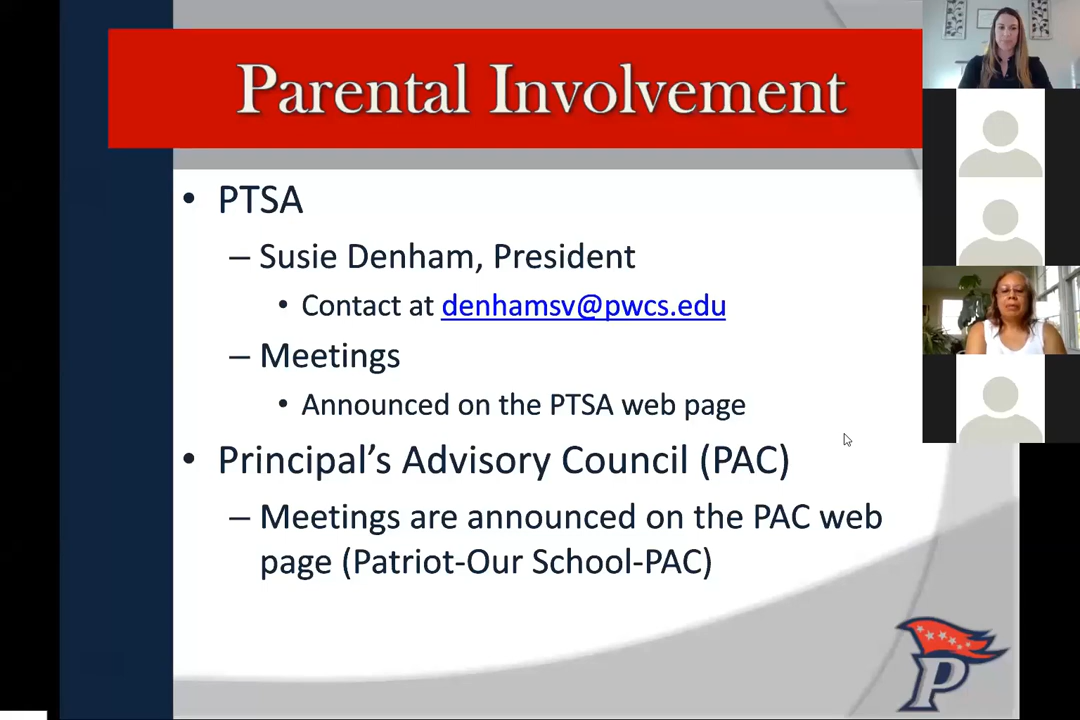 Parental Involvement
• PTSA
– Susie Denham, President
• Contact at denhamsv@pwcs.edu
– Meetings
• Announced on the PTSA web page
• Principal's Advisory Council (PAC)
– Meetings are announced on the PAC web
page (Patriot-Our School-PAC)
P